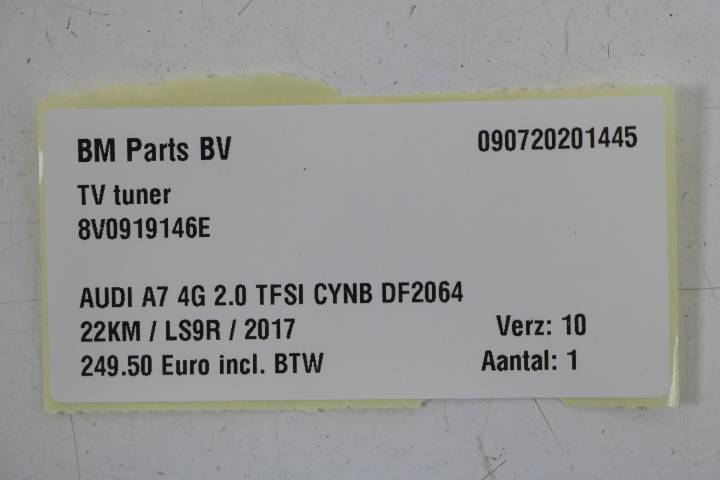 BM Parts BV 090720201445
TV tuner
8V0919146E
AUDI A7 4G 2.0 TFSI CYNB DF2064
22KM / LS9R / 2017 Verz: 10
249.50 Euro incl. BTW Aantal: 1